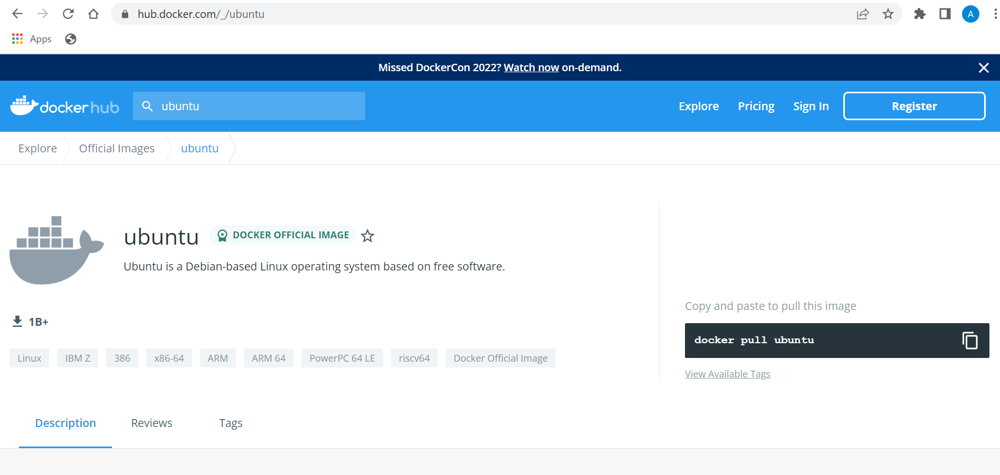 hub.docker.com/_/ubuntu
A
Apps
Missed DockerCon 2022? Watch now on-demand.
docker hub
ubuntu
Explore
Pricing
Sign In
Register
Explore
Official Images
ubuntu
ubuntu
DOCKER OFFICIAL IMAGE
Ubuntu is a Debian-based Linux operating system based on free software.
1B+
Linux
IBM Z
386
x86-64
ARM
ARM 64
PowerPC 64 LE
riscv64
Docker Official Image
Copy and paste to pull this image
docker pull ubuntu
View Available Tags
Description
Reviews
Tags